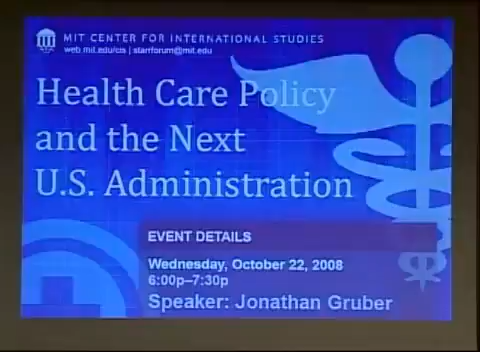 MIT CENTER FOR INTERNATIONAL STUDIES
web.mit.edu/cis | starrforum@mit.edu
Health Care Policy
and the Next
U.S. Administration
EVENT DETAILS
Wednesday, October 22, 2008
6:00p–7:30p
Speaker: Jonathan Gruber